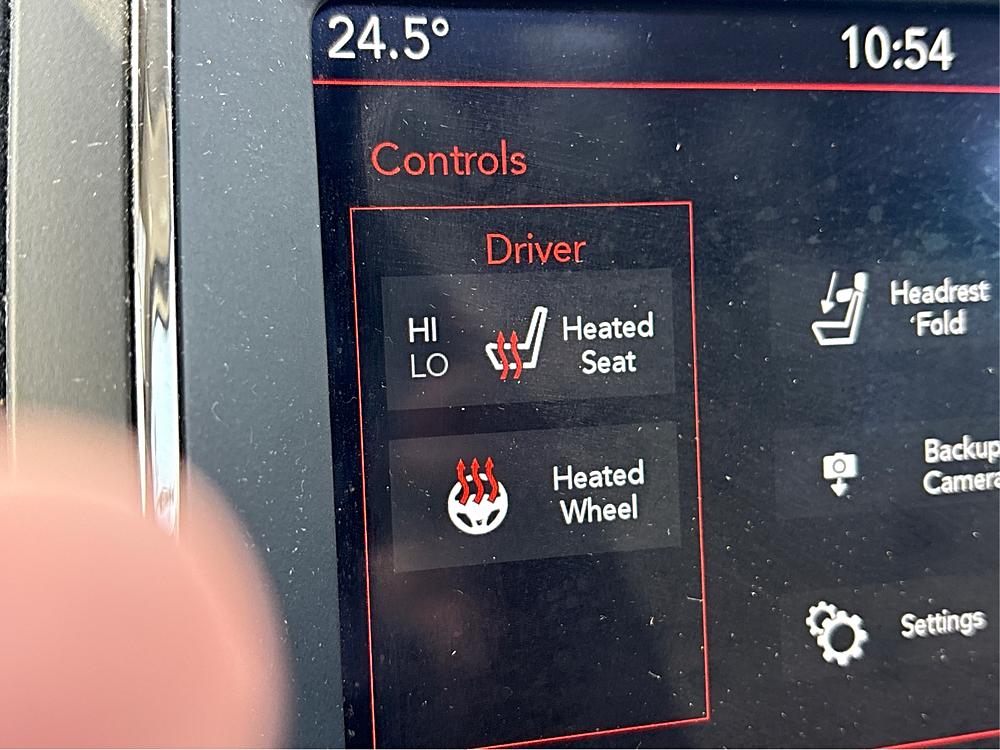 24.5° 10:54
Controls
Driver
HI
LO
Heated
Seat
Heated
Wheel
Headrest
Fold
Backup
Camera
Settings